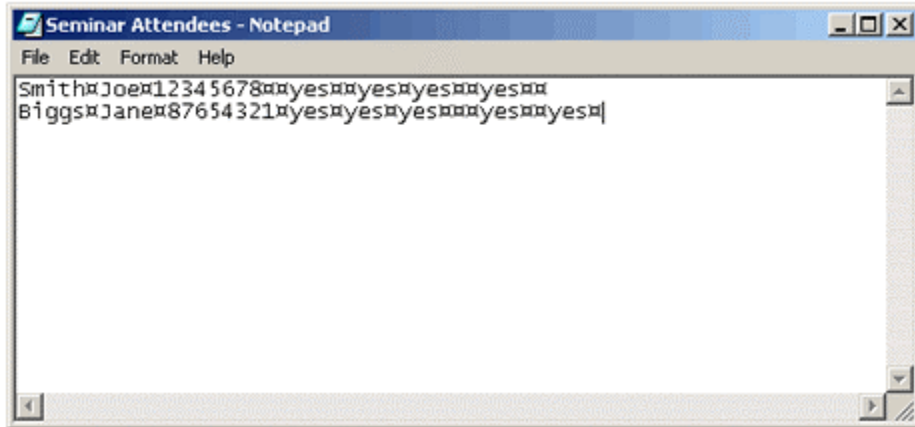 Seminar Attendees - Notepad
File Edit Format Help
Smith¤Joe¤12345678¤¤yes¤¤yes¤yes¤¤yes¤¤
Biggs¤Jane¤87654321¤yes¤yes¤yes¤¤¤yes¤¤yes¤